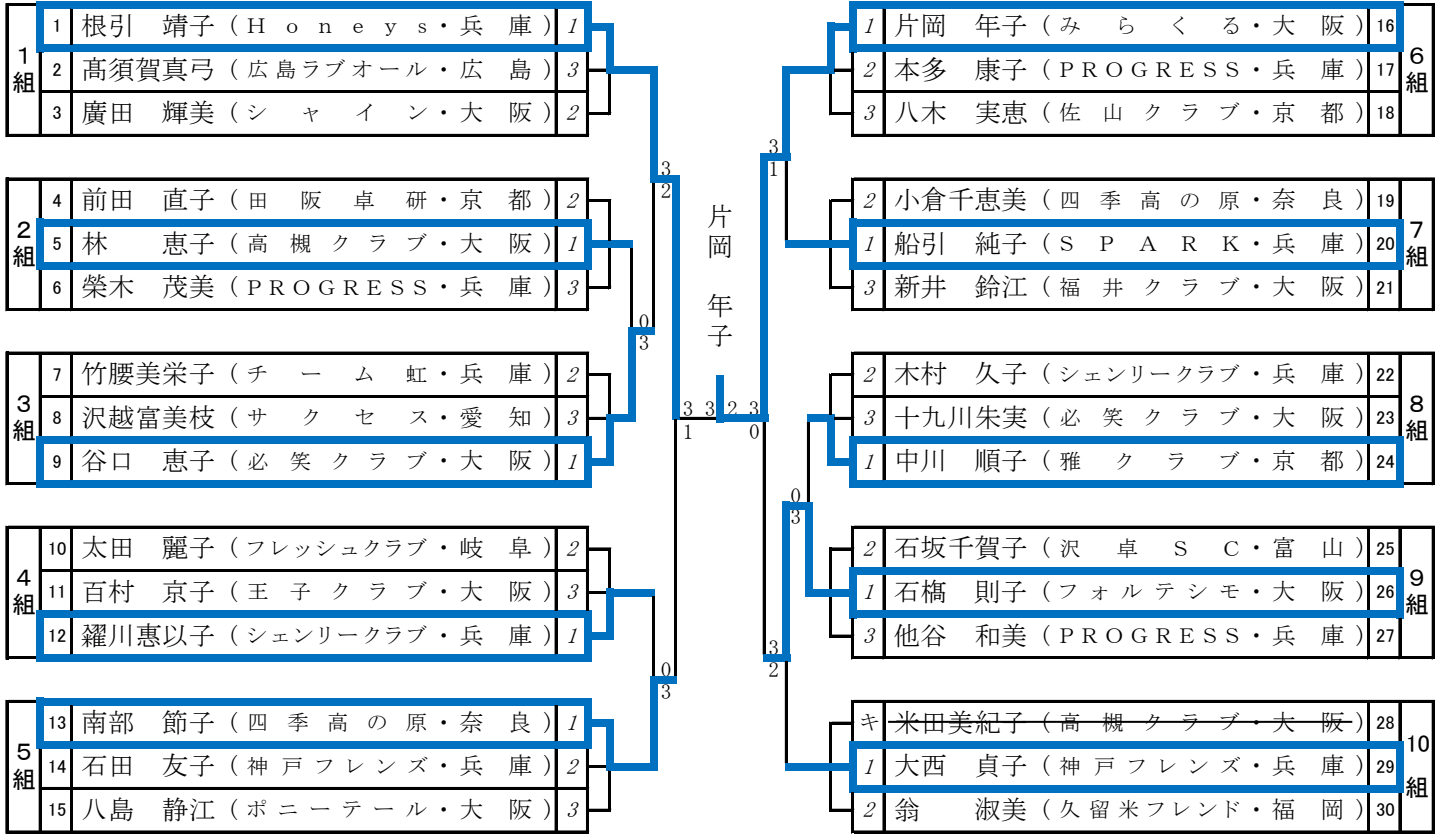 1組
1 根引 靖子（Honeys・兵庫）1
2 髙須賀真弓（広島ラブオール・広島）3
3 廣田 輝美（シャイン・大阪）2
2組
4 前田 直子（田阪卓研・京都）2
5 林 恵子（高槻クラブ・大阪）1
6 榮木 茂美（PROGRESS・兵庫）3
3組
7 竹腰美栄子（チーム虹・兵庫）2
8 沢越富美枝（サクセス・愛知）3
9 谷口 恵子（必笑クラブ・大阪）1
4組
10 太田 麗子（フレッシュクラブ・岐阜）2
11 百村 京子（王子クラブ・大阪）3
12 羅川惠以子（シェンリークラブ・兵庫）1
5組
13 南部 節子（四季高の原・奈良）1
14 石田 友子（神戸フレンズ・兵庫）2
15 八島 静江（ポニーテール・大阪）3
3
2
0
3
0
3
3
1
片岡 年子
3 2
3
0
3
1
0
3
3
2
6組
1 片岡 年子（みらくる・大阪）16
2 本多 康子（PROGRESS・兵庫）17
3 八木 実恵（佐山クラブ・京都）18
7組
2 小倉千恵美（四季高の原・奈良）19
1 船引 純子（SPARK・兵庫）20
3 新井 鈴江（福井クラブ・大阪）21
8組
2 木村 久子（シェンリークラブ・兵庫）22
3 十九川朱実（必笑クラブ・大阪）23
1 中川 順子（雅クラブ・京都）24
9組
2 石坂千賀子（沢卓SC・富山）25
1 石橋 則子（フォルテシモ・大阪）26
3 他谷 和美（PROGRESS・兵庫）27
10組
キ 米田美紀子（高槻クラブ・大阪）28
1 大西 貞子（神戸フレンズ・兵庫）29
2 翁 淑美（久留米フレンド・福岡）30